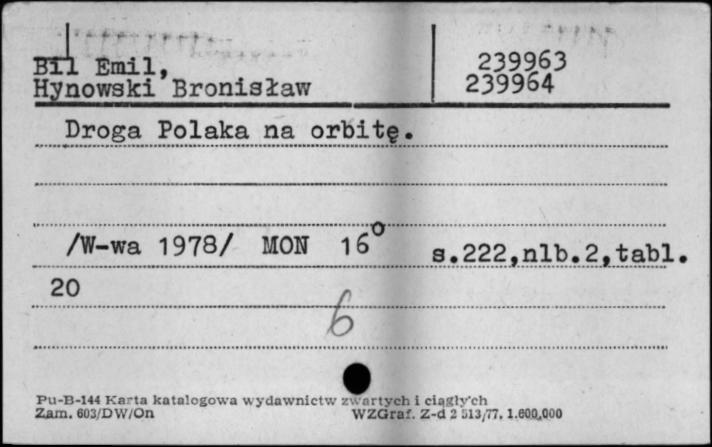 Bil Emil,
Hynowski Bronisław
239963
239964
Droga Polaka na orbitę.
/W-wa 1978/ MON 16° s.222,nlb.2,tabl.
20
6
Pu-B-144 Karta katalogowa wydawnictw zwartych i ciągłych
Zam. 603/DW/On WZGraf. Z-d 2 513/77. 1.600.000